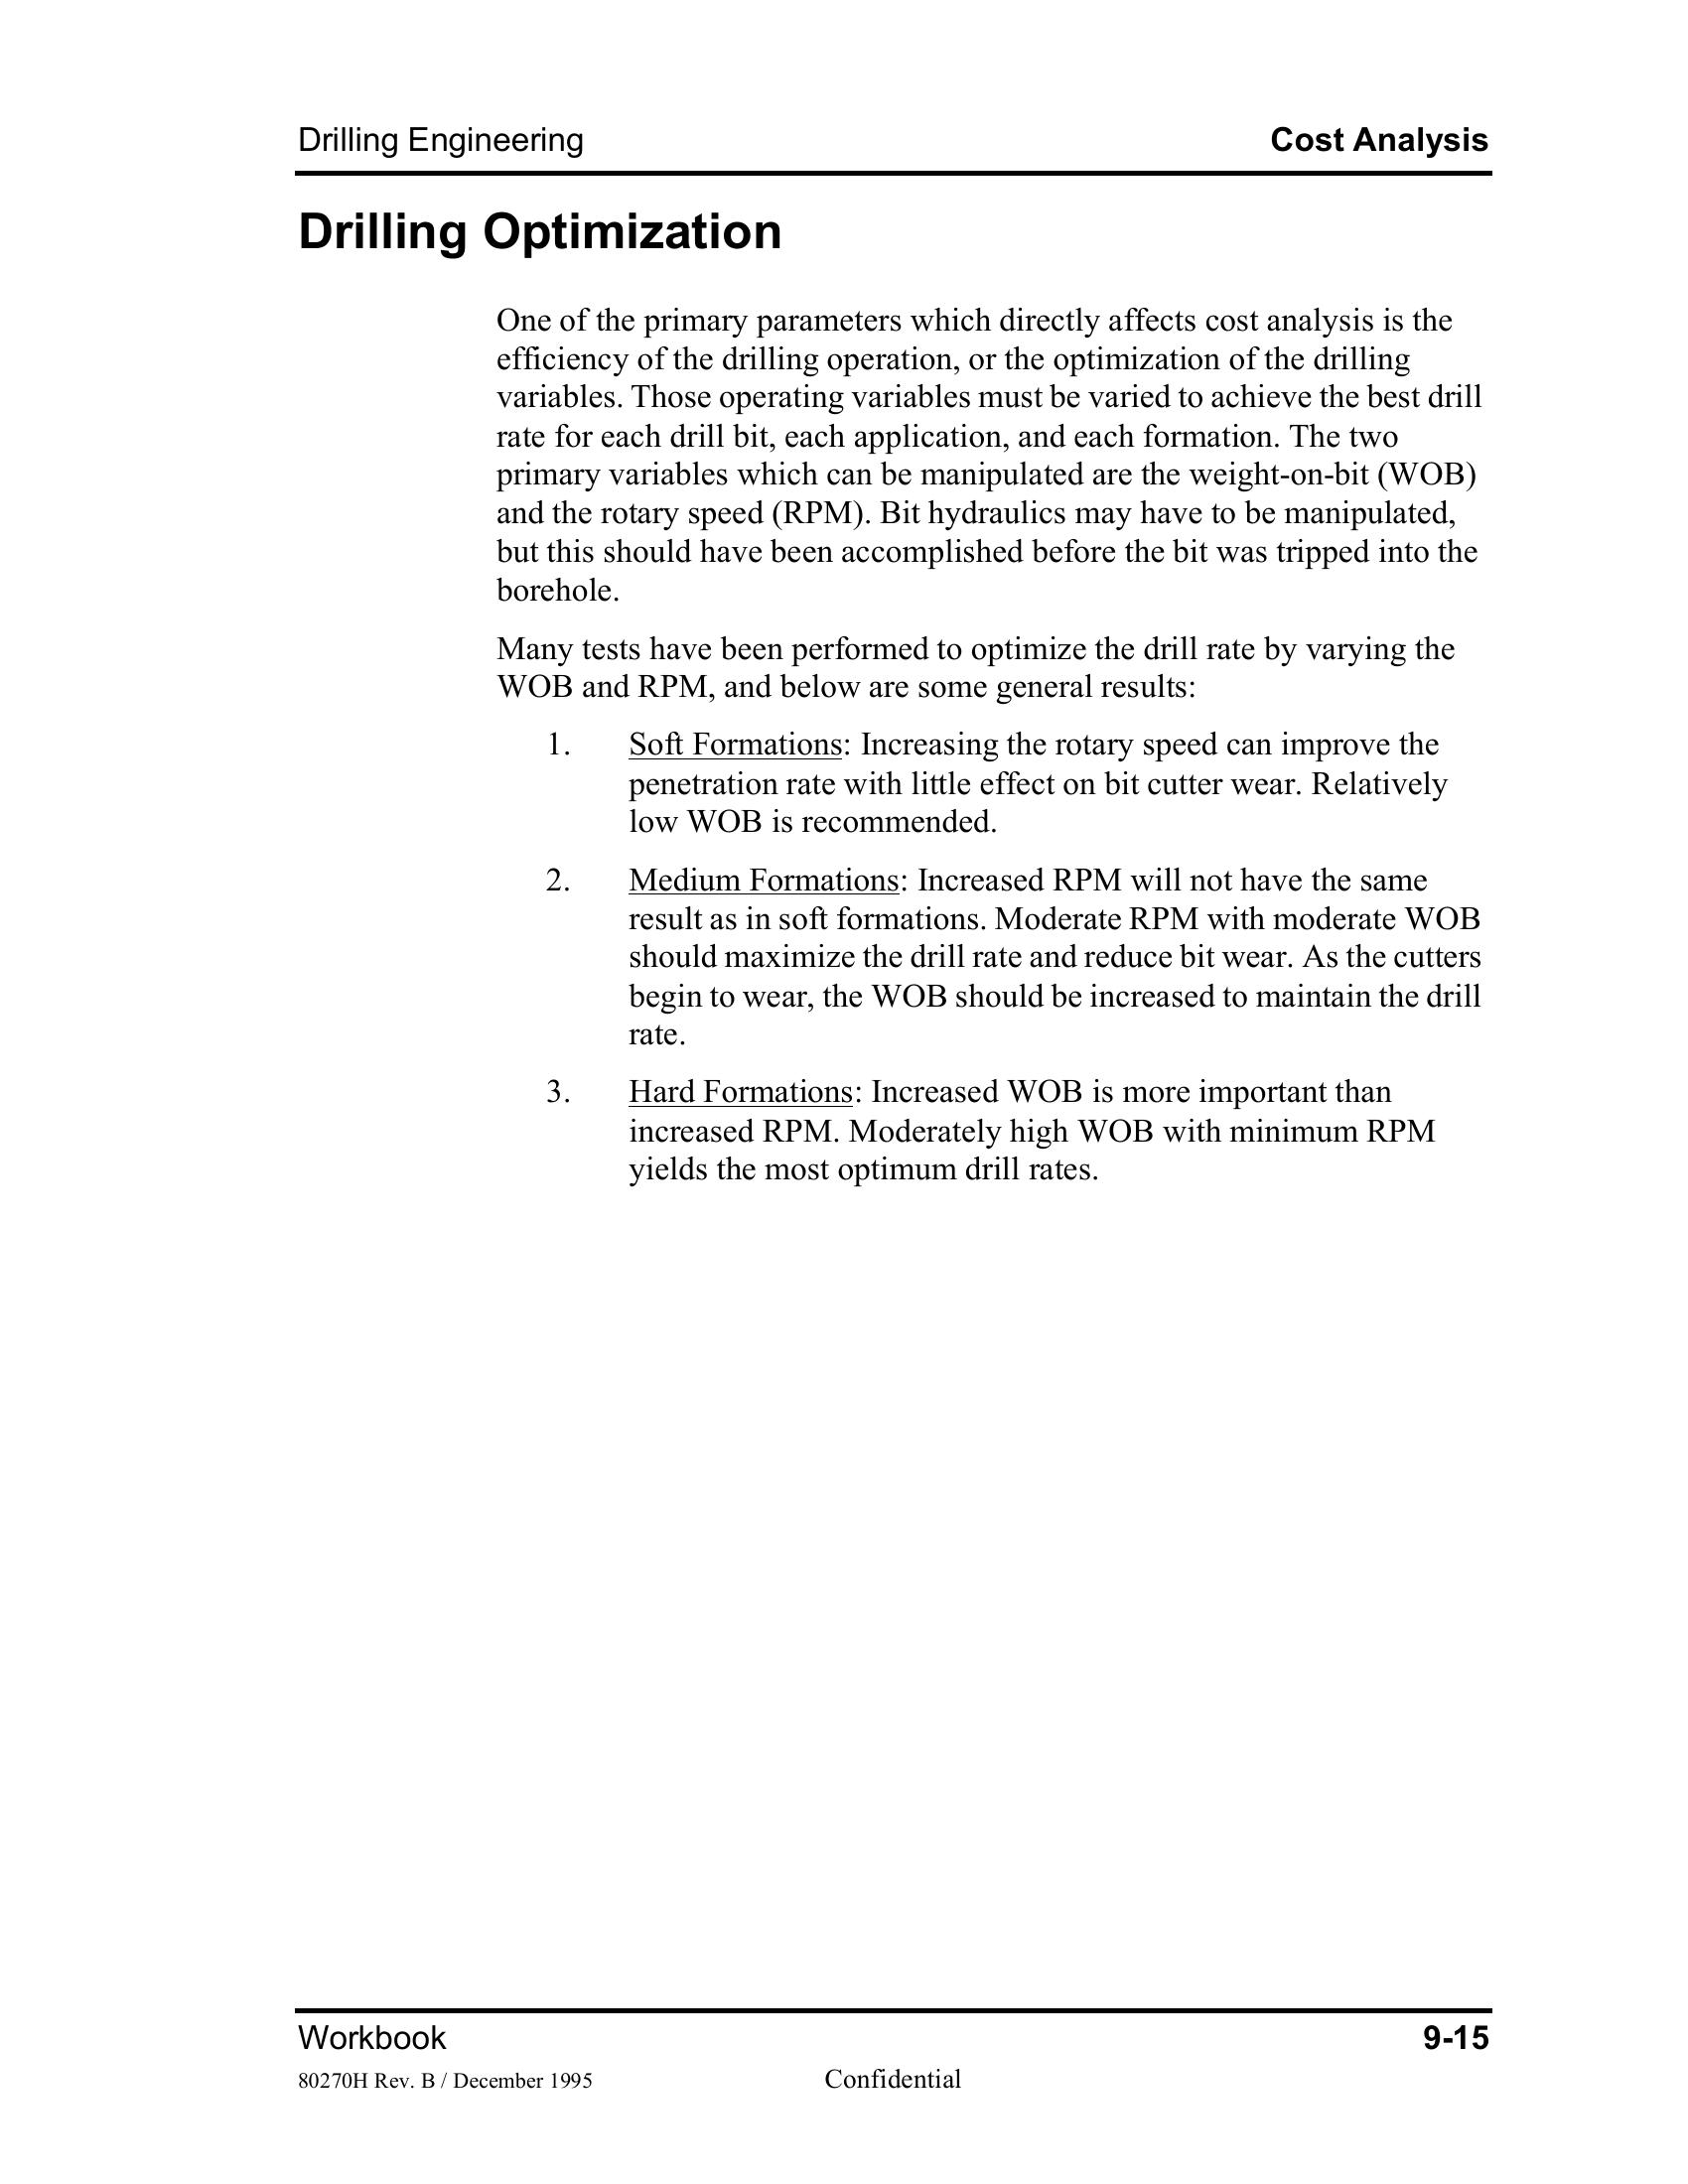 Drilling Engineering Cost Analysis
Drilling Optimization
One of the primary parameters which directly affects cost analysis is the
efficiency of the drilling operation, or the optimization of the drilling
variables. Those operating variables must be varied to achieve the best drill
rate for each drill bit, each application, and each formation. The two
primary variables which can be manipulated are the weight-on-bit (WOB)
and the rotary speed (RPM). Bit hydraulics may have to be manipulated,
but this should have been accomplished before the bit was tripped into the
borehole.
Many tests have been performed to optimize the drill rate by varying the
WOB and RPM, and below are some general results:
1. Soft Formations: Increasing the rotary speed can improve the
penetration rate with little effect on bit cutter wear. Relatively
low WOB is recommended.
2. Medium Formations: Increased RPM will not have the same
result as in soft formations. Moderate RPM with moderate WOB
should maximize the drill rate and reduce bit wear. As the cutters
begin to wear, the WOB should be increased to maintain the drill
rate.
3. Hard Formations: Increased WOB is more important than
increased RPM. Moderately high WOB with minimum RPM
yields the most optimum drill rates.
Workbook 9-15
80270H Rev. B / December 1995 Confidential